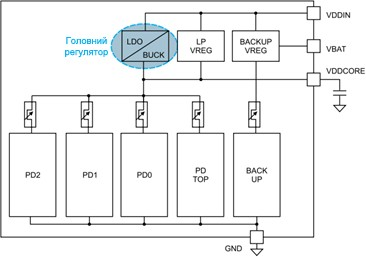 Головний
регулятор
LDO
BUCK
LP
VREG
BACKUP
VREG
VDDIN
VBAT
VDDCORE
PD2
PD1
PD0
PD
TOP
BACK
UP
GND